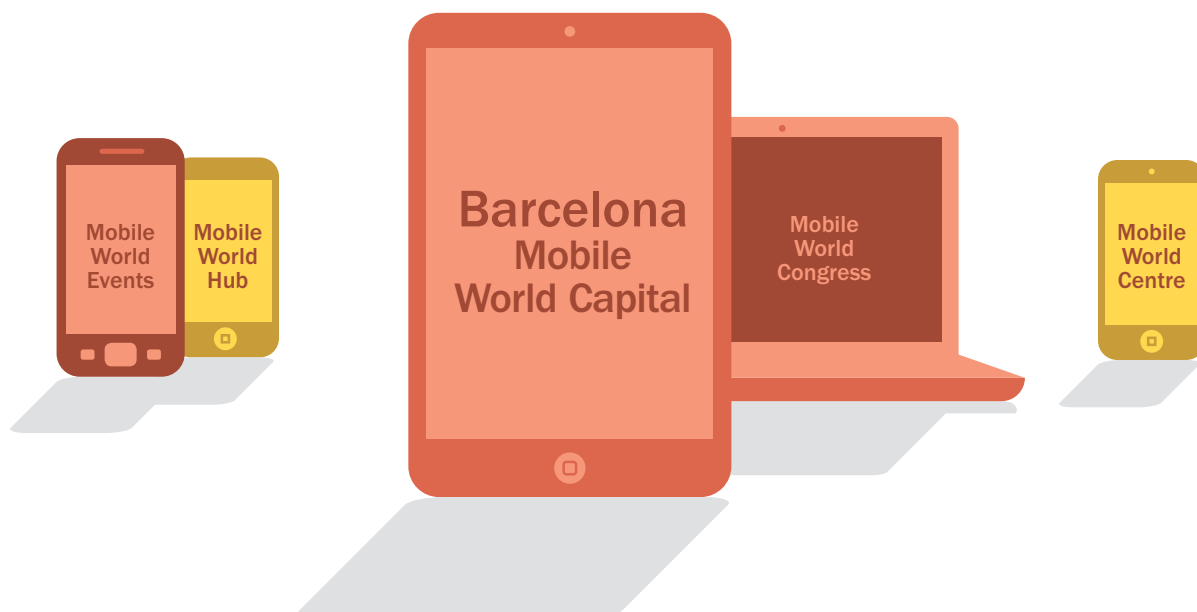 Mobile
World
Events
Mobile
World
Hub
Barcelona
Mobile
World Capital
Mobile
World
Congress
Mobile
World
Centre